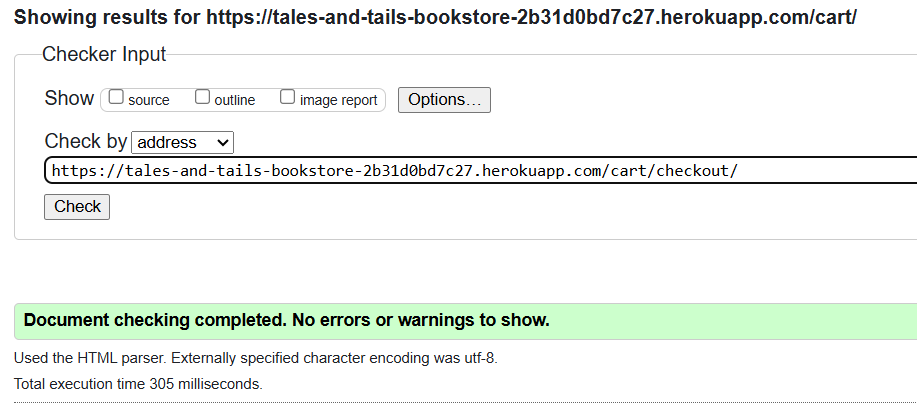 Showing results for https://tales-and-tails-bookstore-2b31d0bd7c27.herokuapp.com/cart/
Checker Input
Show source outline image report Options...
Check by address
https://tales-and-tails-bookstore-2b31d0bd7c27.herokuapp.com/cart/checkout/
Check
Document checking completed. No errors or warnings to show.
Used the HTML parser. Externally specified character encoding was utf-8.
Total execution time 305 milliseconds.